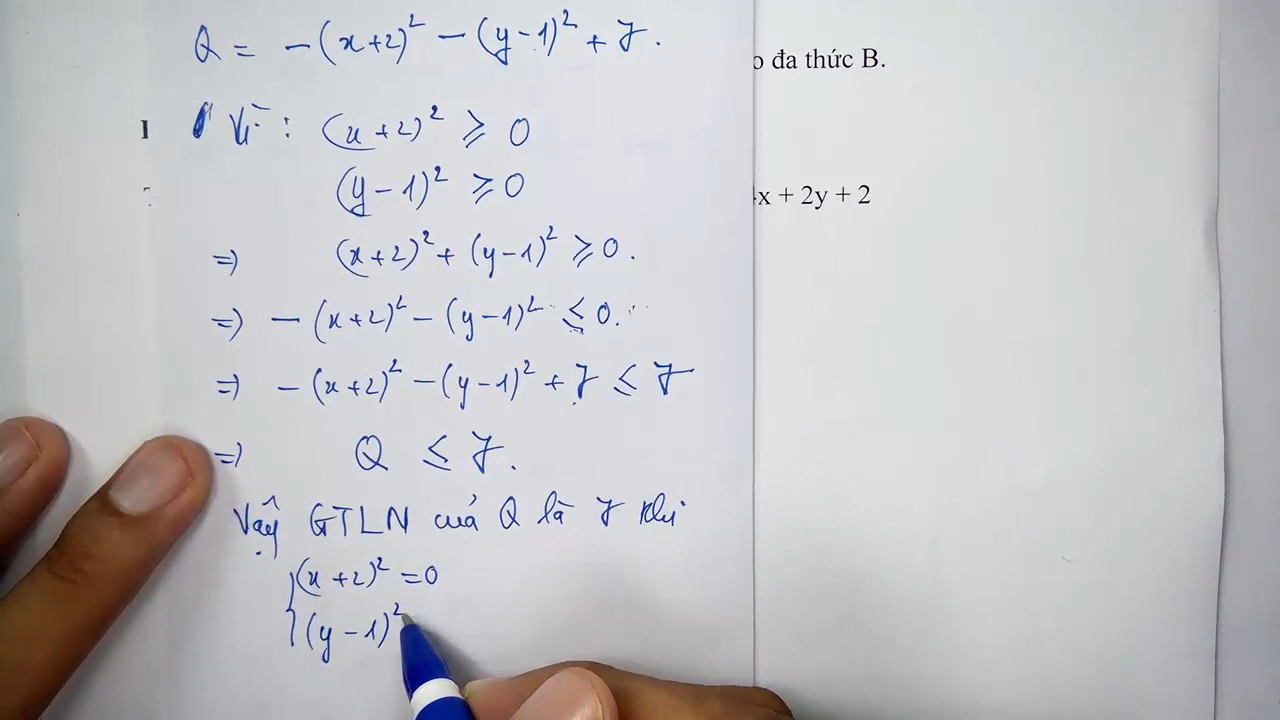 Q = -(x+2)² - (y-1)² + 7.
đa thức B.
I
Vì : (x+2)² ⩾ 0
(y-1)² ⩾ 0
x + 2y + 2
=) (x+2)² + (y-1)² ⩾ 0.
=) -(x+2)² - (y-1)² ≤ 0.
=) -(x+2)² - (y-1)² + 7 ≤ 7
=) Q ≤ 7.
Vậy GTLN của Q là 7 khi
{(x+2)² = 0
(y-1)²